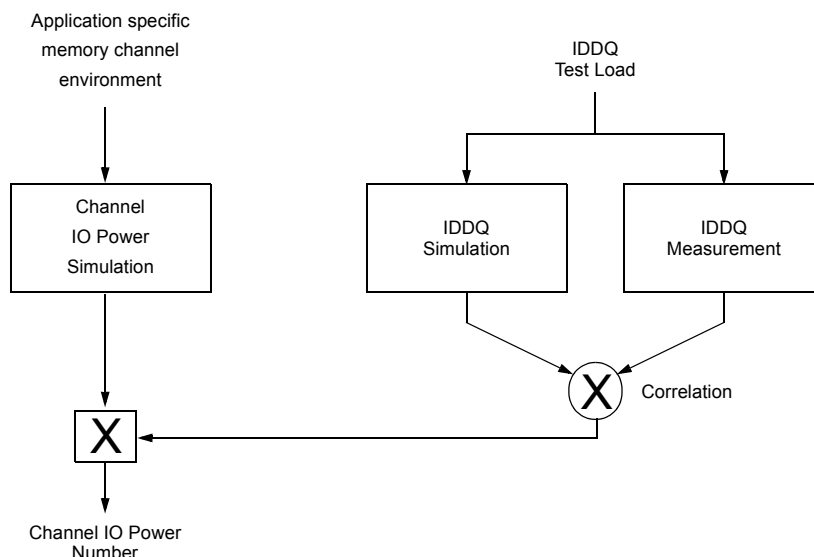 Application specific
memory channel
environment
IDDQ
Test Load
Channel
IO Power
Simulation
IDDQ
Simulation
IDDQ
Measurement
X
Correlation
X
Channel IO Power
Number